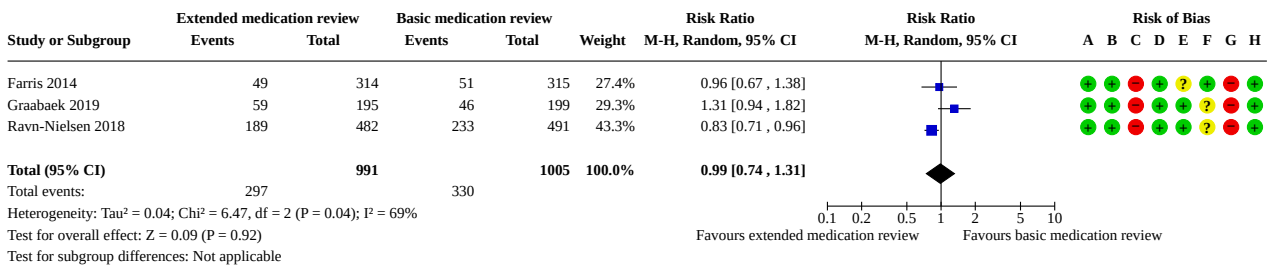 Extended medication review Basic medication review Risk Ratio Risk Ratio Risk of Bias
Study or Subgroup Events Total Events Total Weight M-H, Random, 95% CI M-H, Random, 95% CI A B C D E F G H
Farris 2014 49 314 51 315 27.4% 0.96 [0.67 , 1.38] + + − + ? + − +
Graabaek 2019 59 195 46 199 29.3% 1.31 [0.94 , 1.82] + + − + + ? − +
Ravn-Nielsen 2018 189 482 233 491 43.3% 0.83 [0.71 , 0.96] + + − + + ? − +
Total (95% CI) 991 1005 100.0% 0.99 [0.74 , 1.31]
Total events: 297 330
Heterogeneity: Tau² = 0.04; Chi² = 6.47, df = 2 (P = 0.04); I² = 69%
0.1 0.2 0.5 1 2 5 10
Test for overall effect: Z = 0.09 (P = 0.92) Favours extended medication review Favours basic medication review
Test for subgroup differences: Not applicable